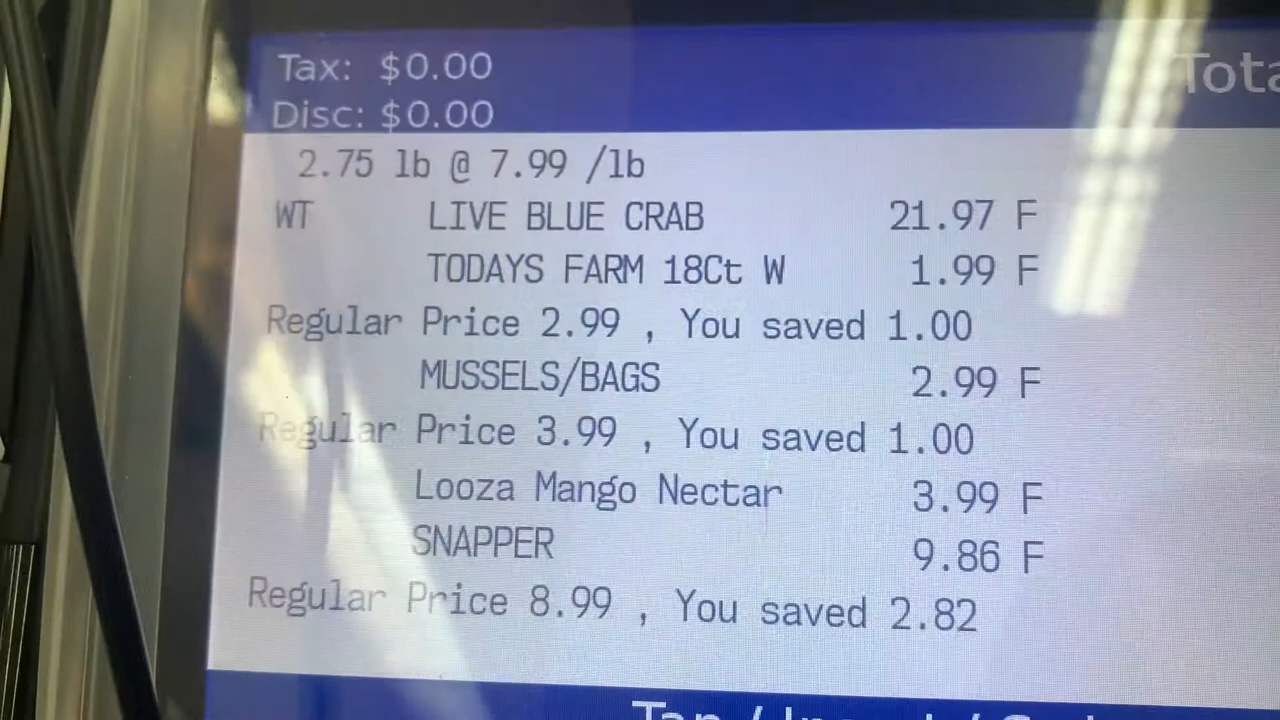 Tax: $0.00
Disc: $0.00
2.75 lb @ 7.99 /lb
WT LIVE BLUE CRAB 21.97 F
TODAYS FARM 18Ct W 1.99 F
Regular Price 2.99 , You saved 1.00
MUSSELS/BAGS 2.99 F
Regular Price 3.99 , You saved 1.00
Looza Mango Nectar 3.99 F
SNAPPER 9.86 F
Regular Price 8.99 , You saved 2.82